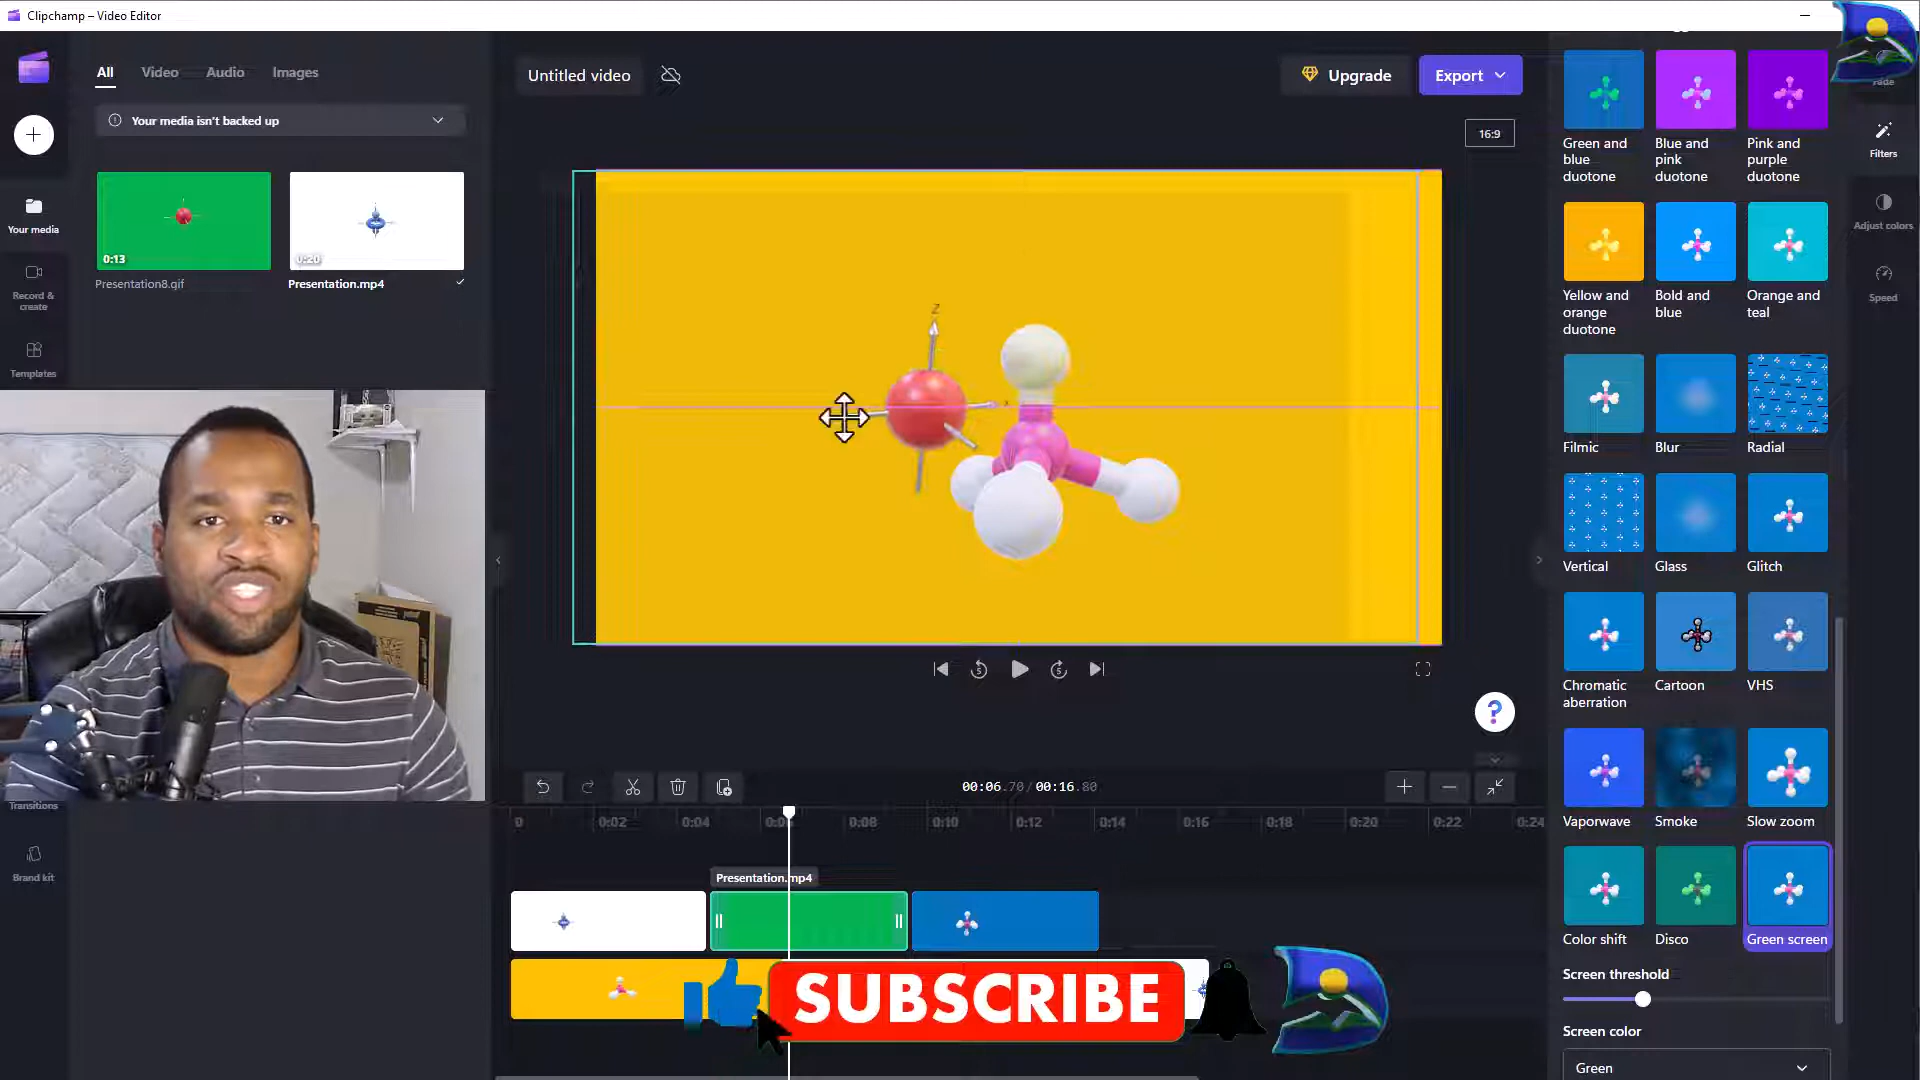 Clipchamp – Video Editor
All
Video
Audio
Images
Your media isn't backed up
0:13
Presentation8.gif
0:20
Presentation.mp4
Your media
Record &
create
Templates
Transitions
Brand kit
Untitled video
Upgrade
Export
16:9
Z
?
00:06.70/00:16.80
0
0:02
0:04
0:08
0:10
0:12
0:14
0:16
0:18
0:20
0:22
0:24
Presentation.mp4
SUBSCRIBE
Green and
blue
duotone
Blue and
pink
duotone
Pink and
purple
duotone
Yellow and
orange
duotone
Bold and
blue
Orange and
teal
Filmic
Blur
Radial
Vertical
Glass
Glitch
Chromatic
aberration
Cartoon
VHS
Vaporwave
Smoke
Slow zoom
Color shift
Disco
Green screen
Screen threshold
Screen color
Green
Filters
Adjust colors
Speed